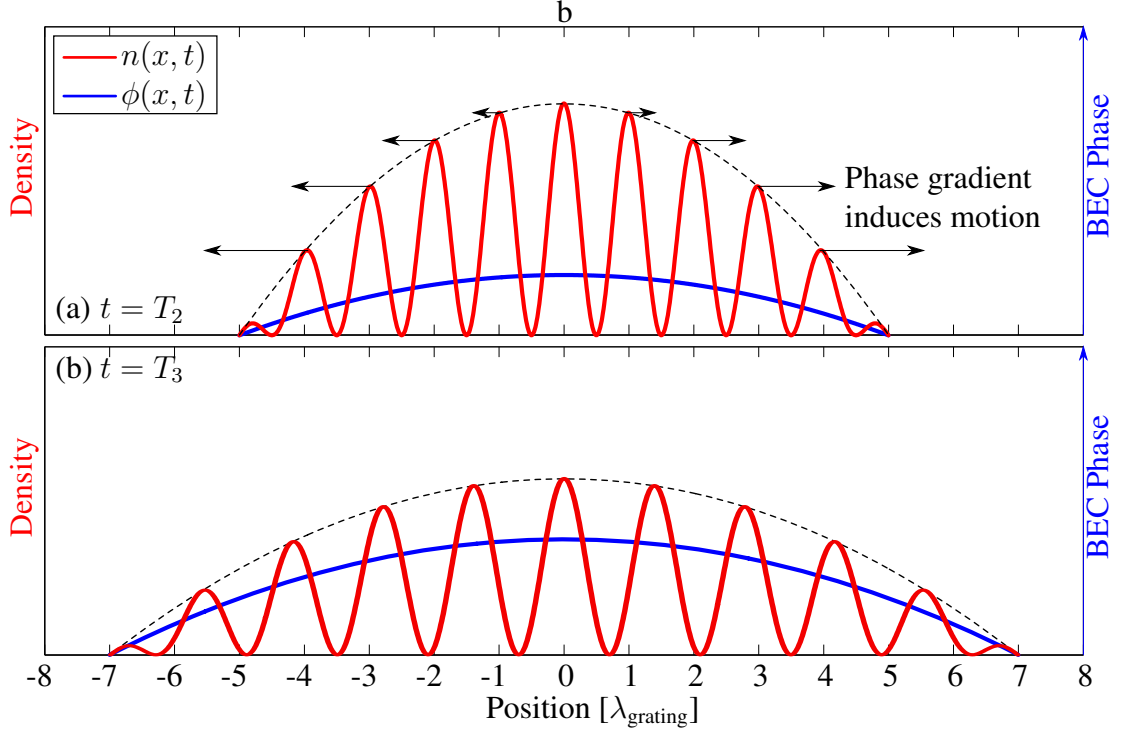 b
n(x, t)
ϕ(x, t)
Density
BEC Phase
Phase gradient
induces motion
(a) t = T₂
(b) t = T₃
Density
BEC Phase
-8 -7 -6 -5 -4 -3 -2 -1 0 1 2 3 4 5 6 7 8
Position [λgrating]